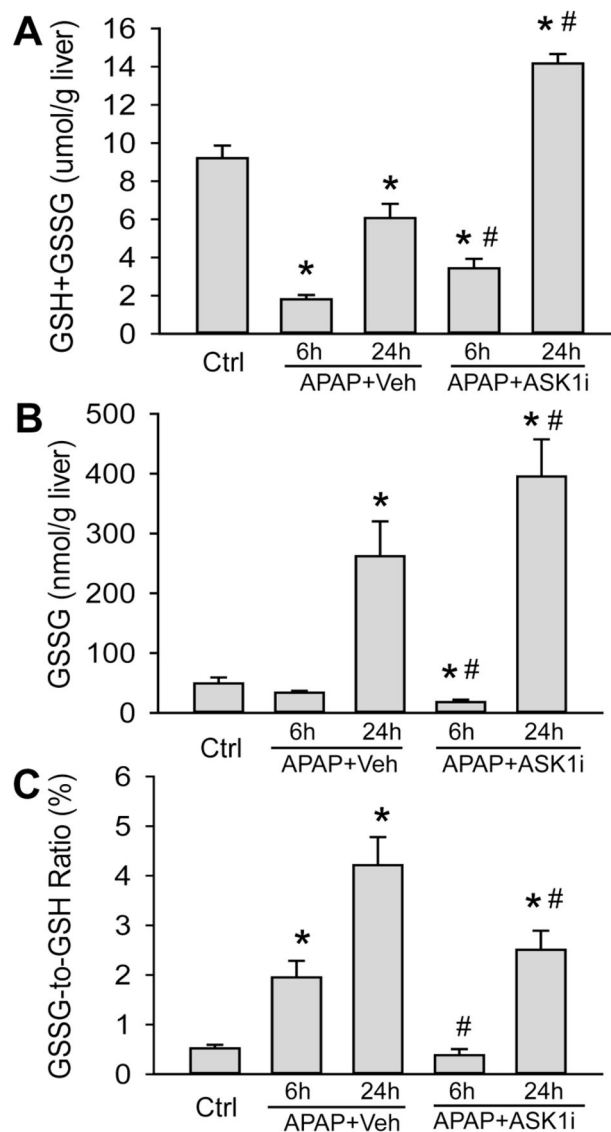 A
GSH+GSSG (umol/g liver)
16
14
12
10
8
6
4
2
0
*
*
* #
* #
Ctrl
6h 24h 6h 24h
APAP+Veh APAP+ASK1i
B
GSSG (nmol/g liver)
500
400
300
200
100
0
*
* #
* #
Ctrl
6h 24h 6h 24h
APAP+Veh APAP+ASK1i
C
GSSG-to-GSH Ratio (%)
6
5
4
3
2
1
0
*
*
#
* #
Ctrl
6h 24h 6h 24h
APAP+Veh APAP+ASK1i